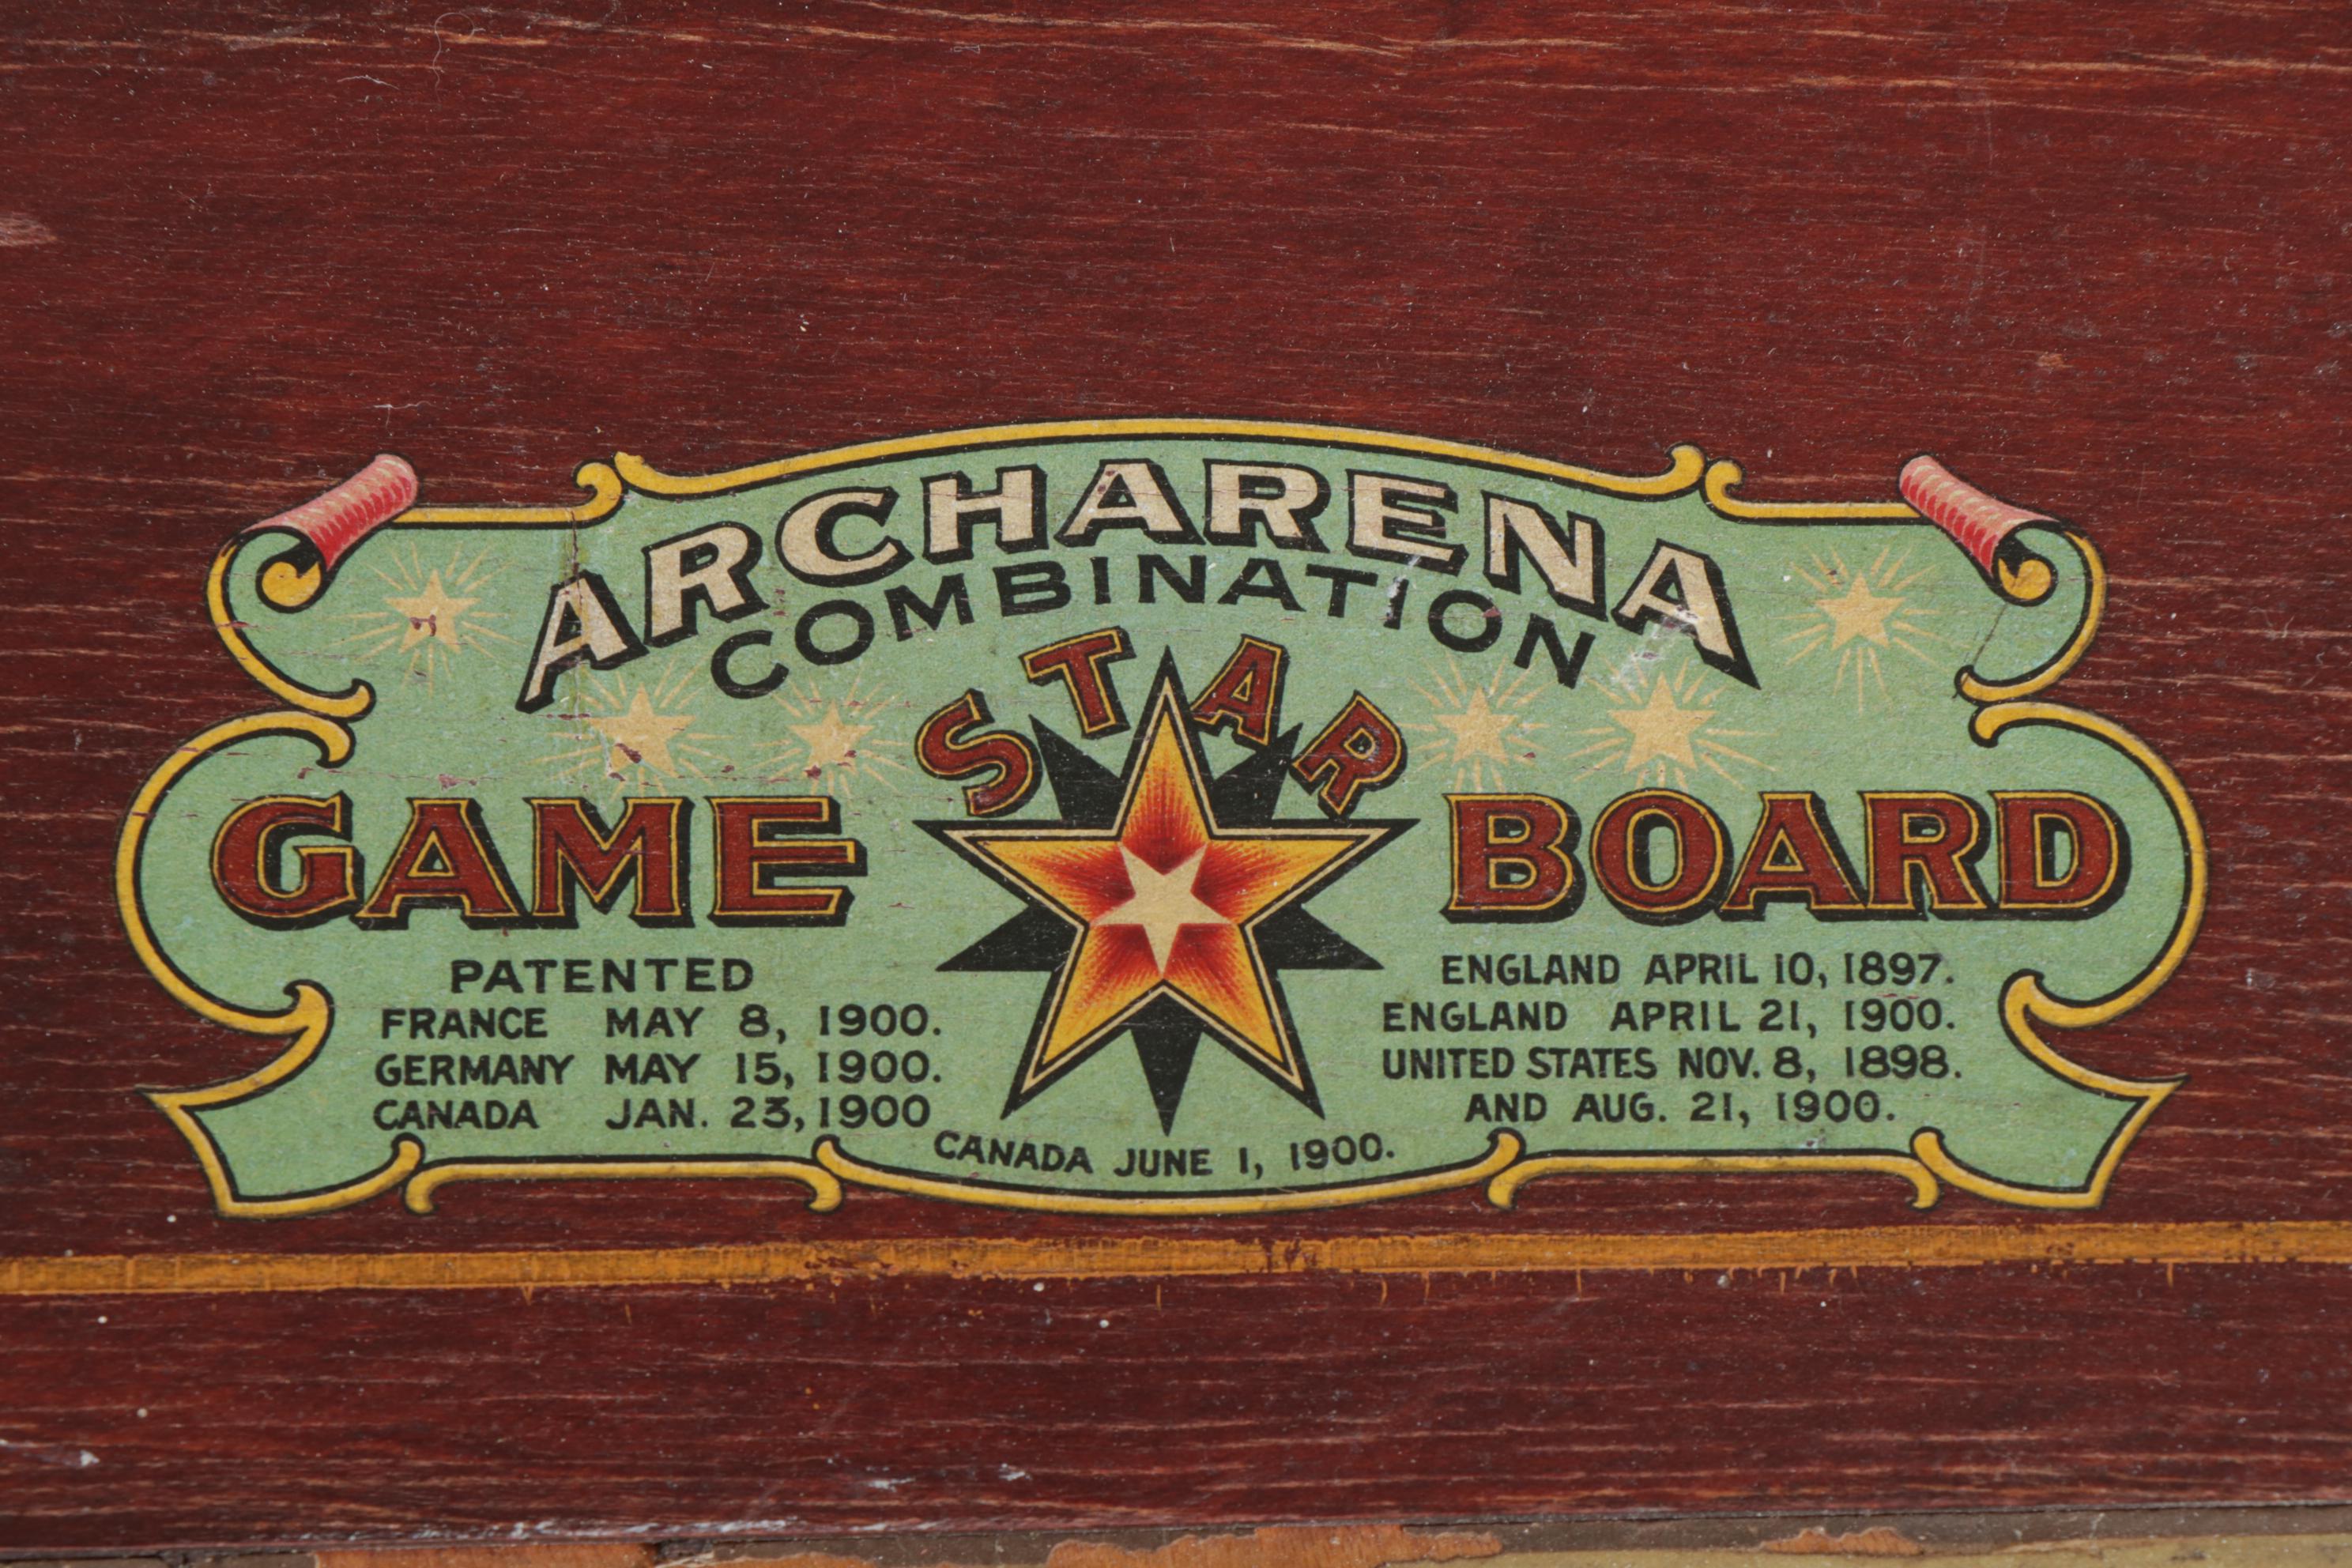 ARCHARENA
COMBINATION
STAR
GAME BOARD
PATENTED
FRANCE MAY 8, 1900.
GERMANY MAY 15, 1900.
CANADA JAN. 23, 1900
CANADA JUNE 1, 1900.
ENGLAND APRIL 10, 1897.
ENGLAND APRIL 21, 1900.
UNITED STATES NOV. 8, 1898.
AND AUG. 21, 1900.